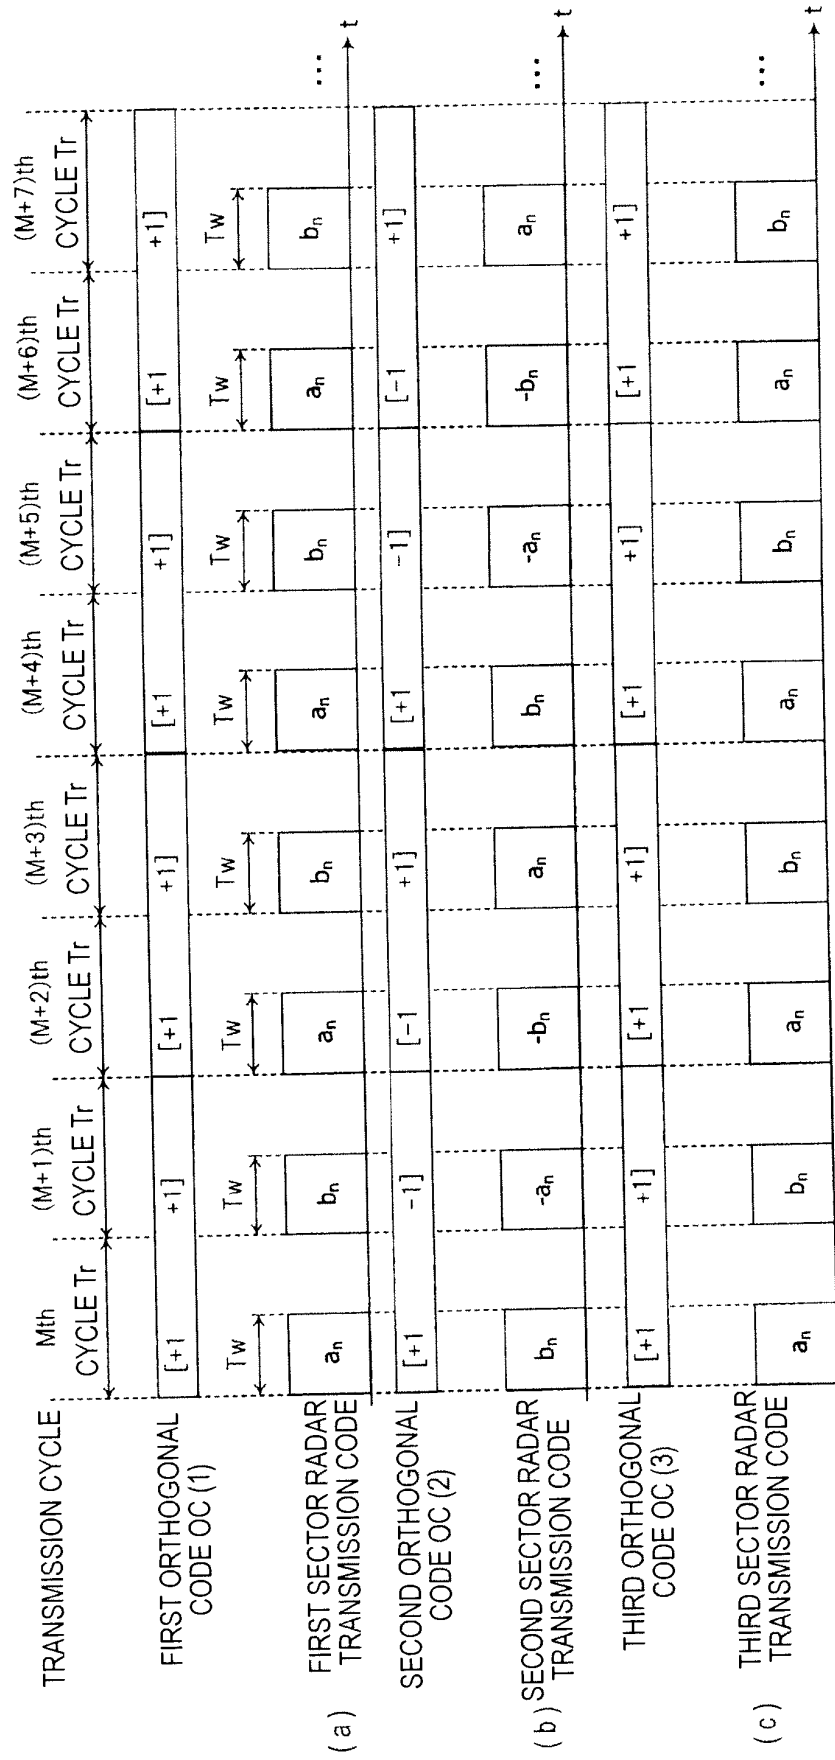 TRANSMISSION CYCLE
Mth
CYCLE Tr
(M+1)th
CYCLE Tr
(M+2)th
CYCLE Tr
(M+3)th
CYCLE Tr
(M+4)th
CYCLE Tr
(M+5)th
CYCLE Tr
(M+6)th
CYCLE Tr
(M+7)th
CYCLE Tr
FIRST ORTHOGONAL
CODE OC (1)
[+1 +1] [+1 +1] [+1 +1] [+1 +1]
Tw Tw Tw Tw Tw Tw Tw Tw
(a) FIRST SECTOR RADAR
TRANSMISSION CODE
an bn an bn an bn an bn ... t
SECOND ORTHOGONAL
CODE OC (2)
[+1 -1] [-1 +1] [+1 -1] [-1 +1]
(b) SECOND SECTOR RADAR
TRANSMISSION CODE
bn -an -bn an bn -an -bn an ... t
THIRD ORTHOGONAL
CODE OC (3)
[+1 +1] [+1 +1] [+1 +1] [+1 +1]
(c) THIRD SECTOR RADAR
TRANSMISSION CODE
an bn an bn an bn an bn ... t